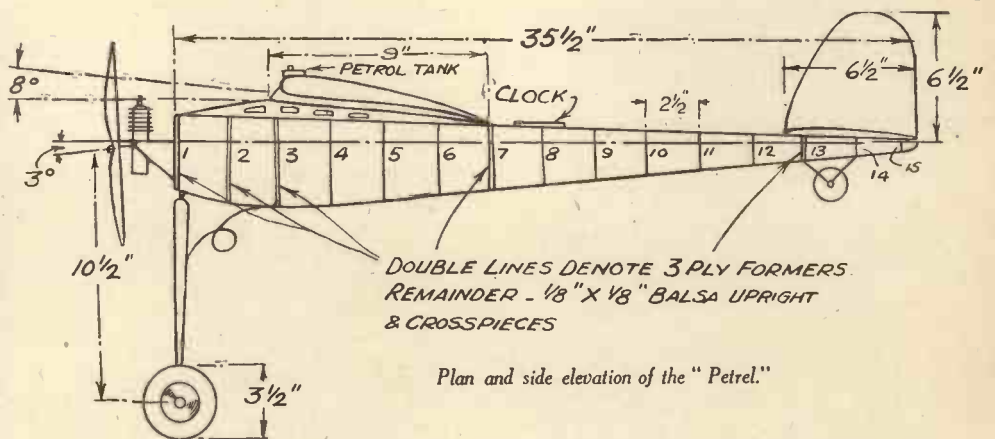 35½"
9"
PETROL TANK
8°
CLOCK
2½"
6½"
6½"
3°
1 2 3 4 5 6 7 8 9 10 11 12 13 14 15
10½"
DOUBLE LINES DENOTE 3 PLY FORMERS.
REMAINDER - 1/8" X 1/8" BALSA UPRIGHT
& CROSSPIECES
3½"
Plan and side elevation of the "Petrel."